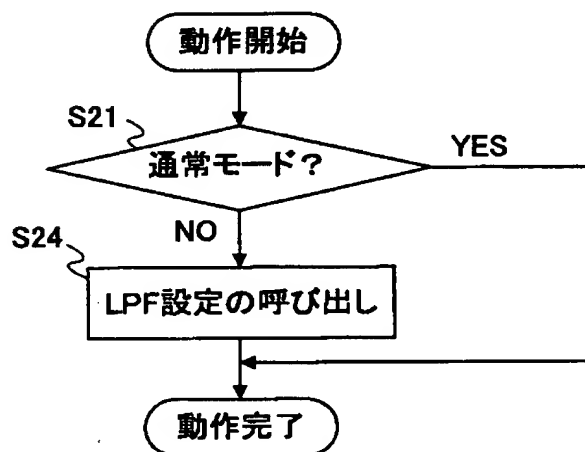 動作開始
S21
通常モード?
YES
NO
S24
LPF設定の呼び出し
動作完了